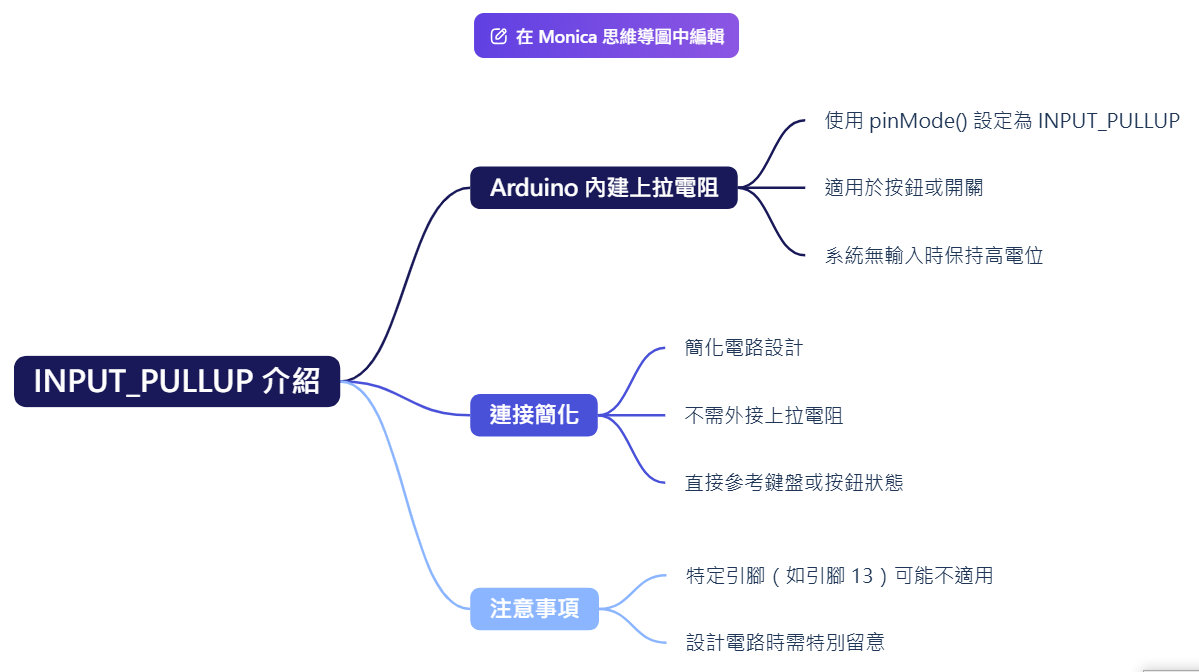 在 Monica 思維導圖中編輯
INPUT_PULLUP 介紹
Arduino 內建上拉電阻
使用 pinMode() 設定為 INPUT_PULLUP
適用於按鈕或開關
系統無輸入時保持高電位
連接簡化
簡化電路設計
不需外接上拉電阻
直接參考鍵盤或按鈕狀態
注意事項
特定引腳（如引腳 13）可能不適用
設計電路時需特別留意